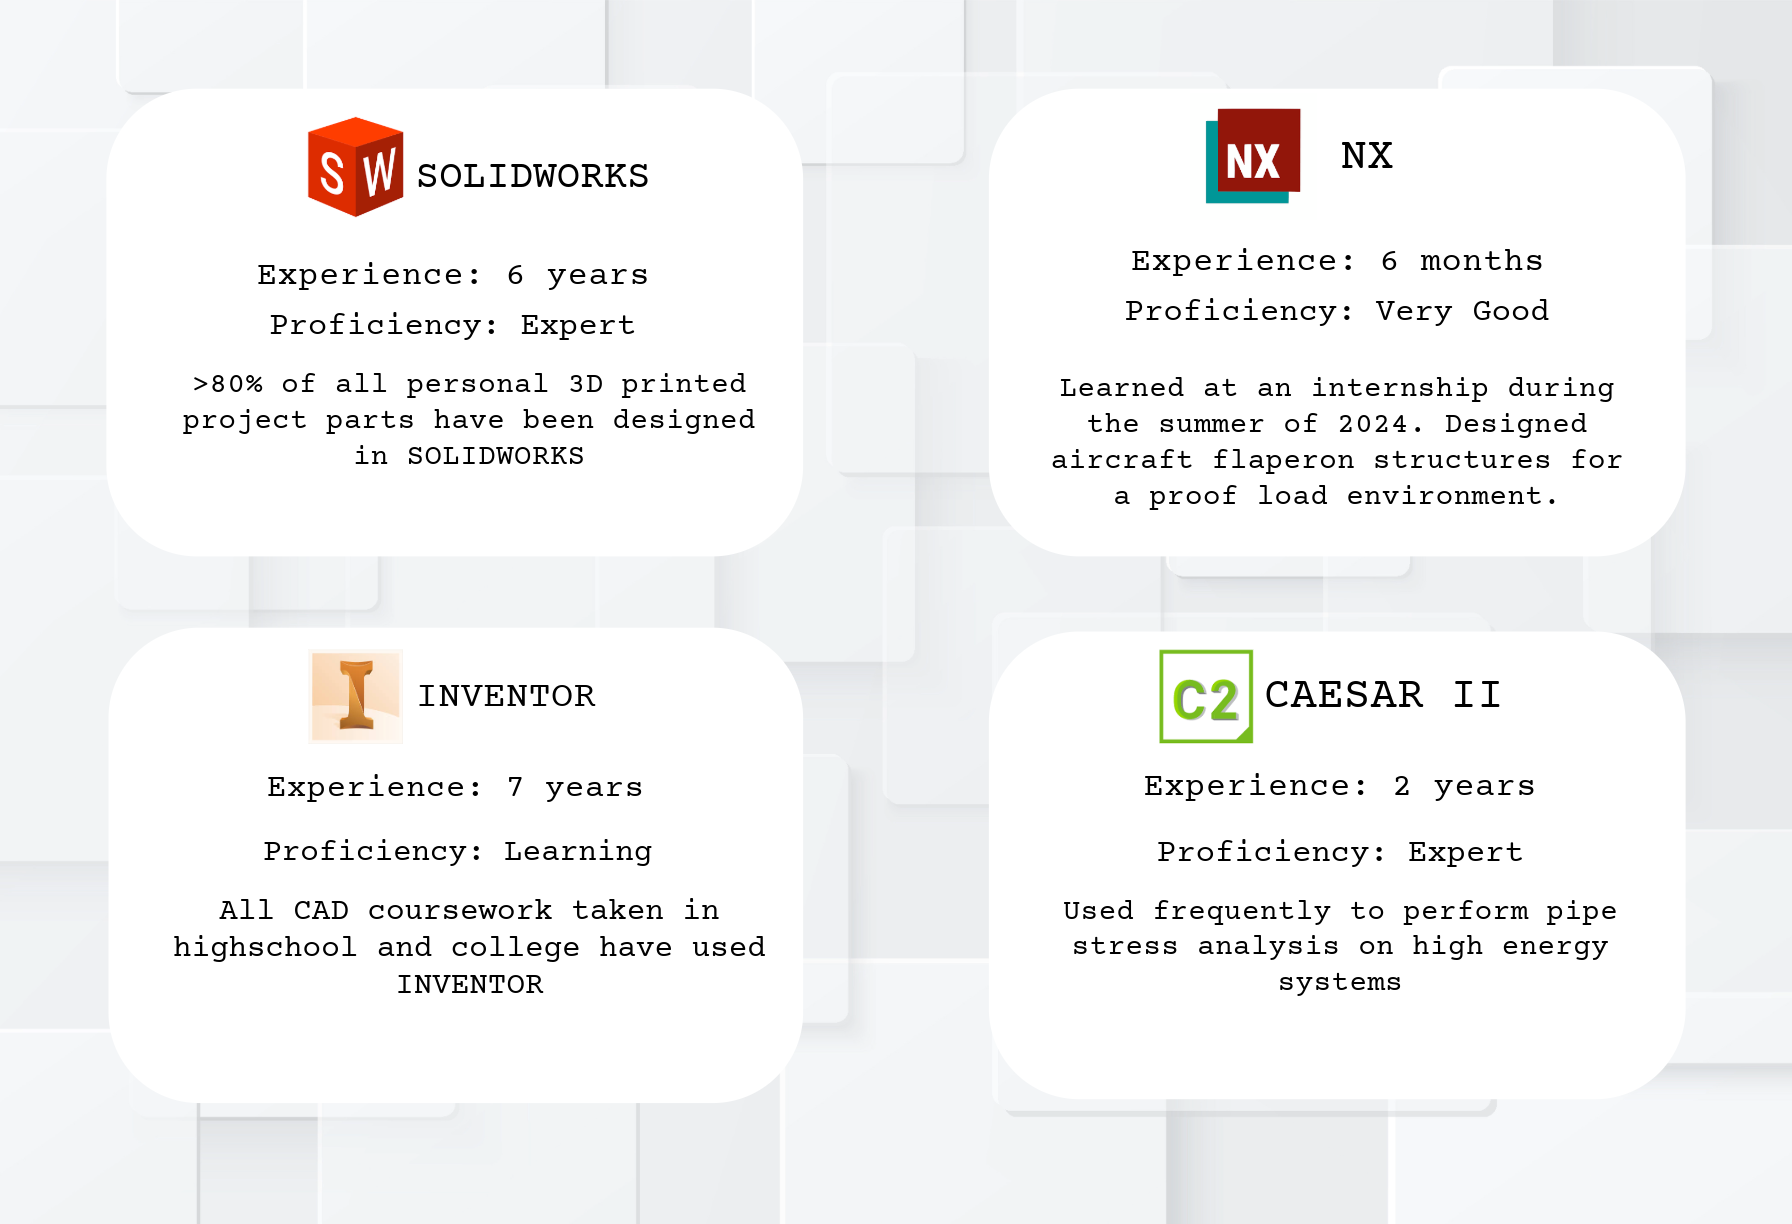 SW SOLIDWORKS
Experience: 6 years
Proficiency: Expert
>80% of all personal 3D printed
project parts have been designed
in SOLIDWORKS
NX NX
Experience: 6 months
Proficiency: Very Good
Learned at an internship during
the summer of 2024. Designed
aircraft flaperon structures for
a proof load environment.
I INVENTOR
Experience: 7 years
Proficiency: Learning
All CAD coursework taken in
highschool and college have used
INVENTOR
C2 CAESAR II
Experience: 2 years
Proficiency: Expert
Used frequently to perform pipe
stress analysis on high energy
systems